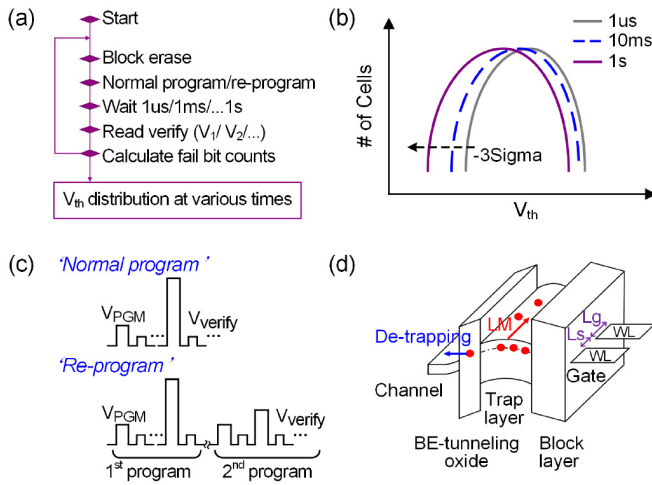 (a)
Start
Block erase
Normal program/re-program
Wait 1us/1ms/...1s
Read verify (V1/ V2/...)
Calculate fail bit counts
Vth distribution at various times
(b)
1us
10ms
1s
# of Cells
-3Sigma
Vth
(c)
‘Normal program ’
VPGM
...
Vverify
...
‘Re-program ’
VPGM
...
Vverify
...
1st program
2nd program
(d)
LM
Lg
Ls
WL
WL
De-trapping
Gate
Channel
Trap
layer
BE-tunneling
oxide
Block
layer